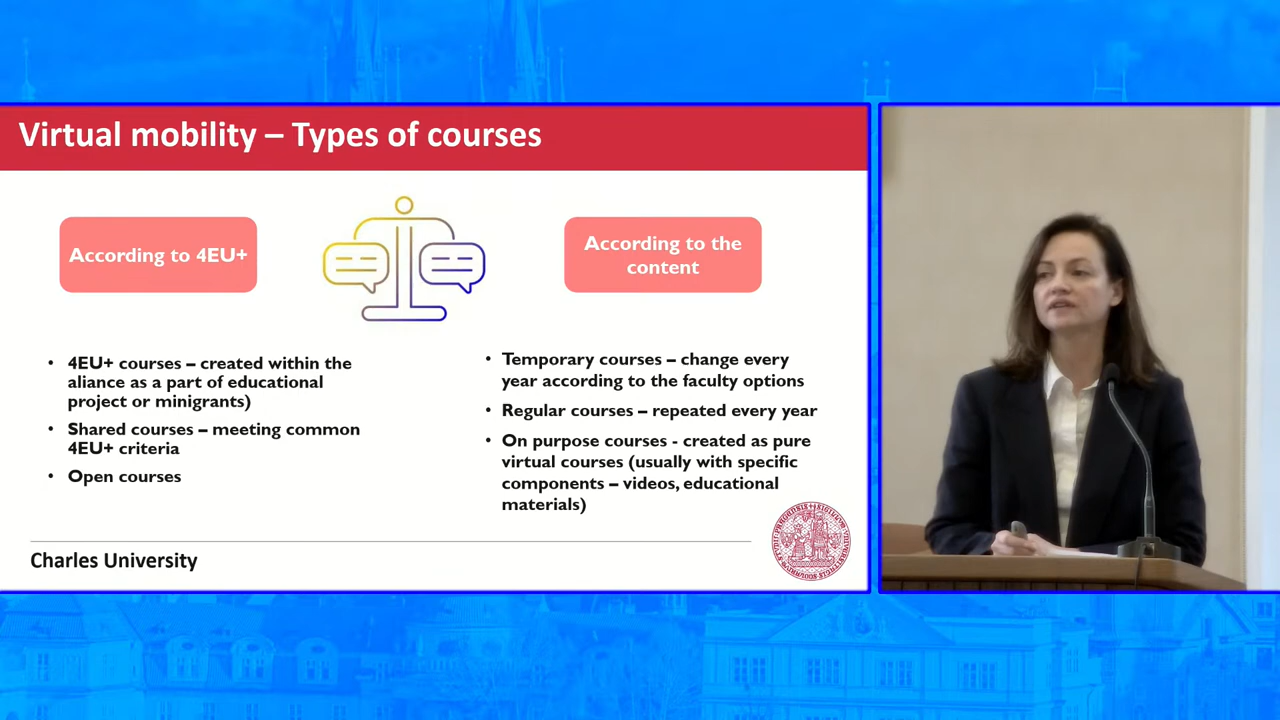 Virtual mobility – Types of courses
According to 4EU+
According to the
content
• 4EU+ courses – created within the
aliance as a part of educational
project or minigrants)
• Shared courses – meeting common
4EU+ criteria
• Open courses
• Temporary courses – change every
year according to the faculty options
• Regular courses – repeated every year
• On purpose courses - created as pure
virtual courses (usually with specific
components – videos, educational
materials)
Charles University